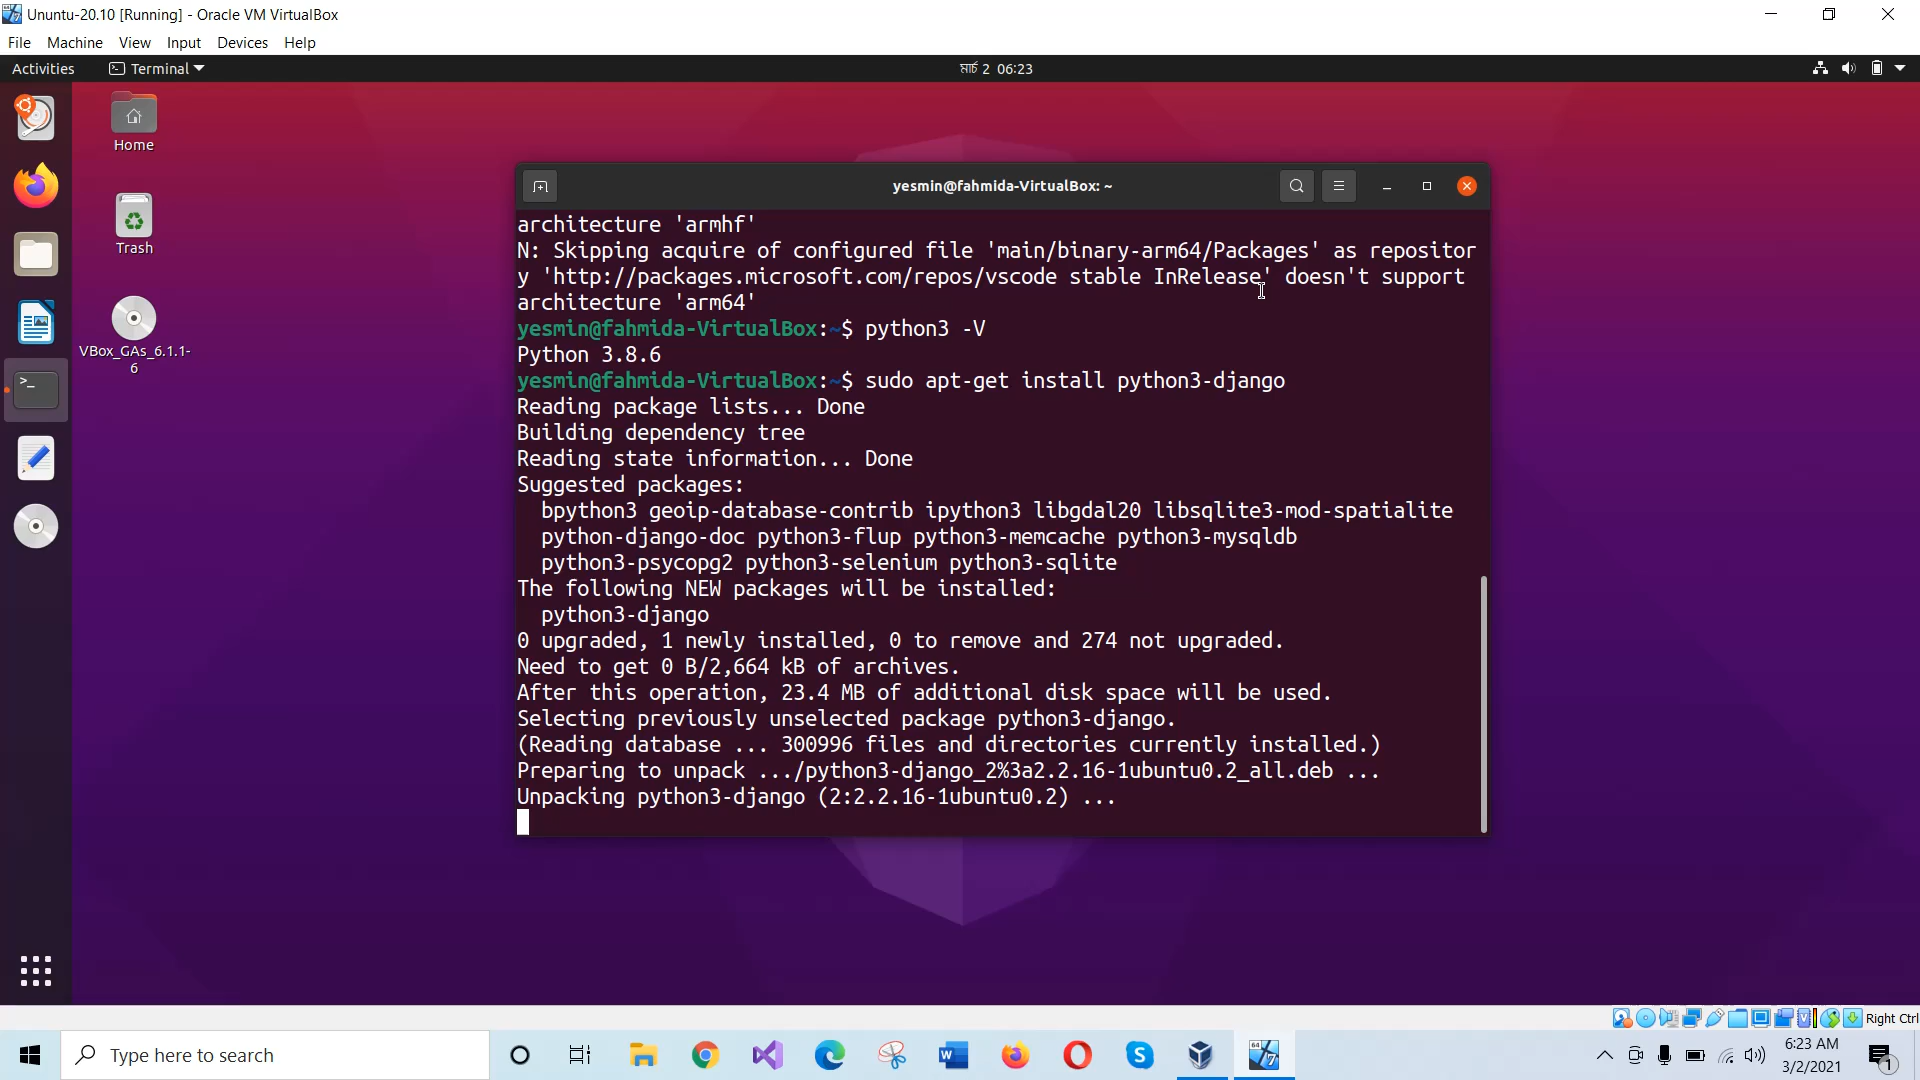 Ununtu-20.10 [Running] - Oracle VM VirtualBox
File Machine View Input Devices Help
Activities Terminal মার্চ 2 06:23
Home
Trash
VBox_GAs_6.1.1-
6
yesmin@fahmida-VirtualBox: ~
architecture 'armhf'
N: Skipping acquire of configured file 'main/binary-arm64/Packages' as repositor
y 'http://packages.microsoft.com/repos/vscode stable InRelease' doesn't support
architecture 'arm64'
yesmin@fahmida-VirtualBox:~$ python3 -V
Python 3.8.6
yesmin@fahmida-VirtualBox:~$ sudo apt-get install python3-django
Reading package lists... Done
Building dependency tree
Reading state information... Done
Suggested packages:
  bpython3 geoip-database-contrib ipython3 libgdal20 libsqlite3-mod-spatialite
  python-django-doc python3-flup python3-memcache python3-mysqldb
  python3-psycopg2 python3-selenium python3-sqlite
The following NEW packages will be installed:
  python3-django
0 upgraded, 1 newly installed, 0 to remove and 274 not upgraded.
Need to get 0 B/2,664 kB of archives.
After this operation, 23.4 MB of additional disk space will be used.
Selecting previously unselected package python3-django.
(Reading database ... 300996 files and directories currently installed.)
Preparing to unpack .../python3-django_2%3a2.2.16-1ubuntu0.2_all.deb ...
Unpacking python3-django (2:2.2.16-1ubuntu0.2) ...
Right Ctrl
Type here to search
6:23 AM
3/2/2021
1